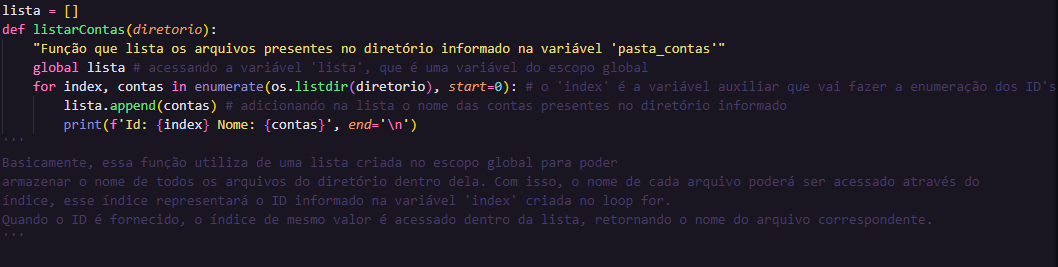 lista = []
def listarContas(diretorio):
    "Função que lista os arquivos presentes no diretório informado na variável 'pasta_contas'"
    global lista # acessando a variável 'lista', que é uma variável do escopo global
    for index, contas in enumerate(os.listdir(diretorio), start=0): # o 'index' é a variável auxiliar que vai fazer a enumeração dos ID's
        lista.append(contas) # adicionando na lista o nome das contas presentes no diretório informado
        print(f'Id: {index} Nome: {contas}', end='\n')
'''
Basicamente, essa função utiliza de uma lista criada no escopo global para poder
armazenar o nome de todos os arquivos do diretório dentro dela. Com isso, o nome de cada arquivo poderá ser acessado através do
índice, esse índice representará o ID informado na variável 'index' criada no loop for.
Quando o ID é fornecido, o índice de mesmo valor é acessado dentro da lista, retornando o nome do arquivo correspondente.
'''